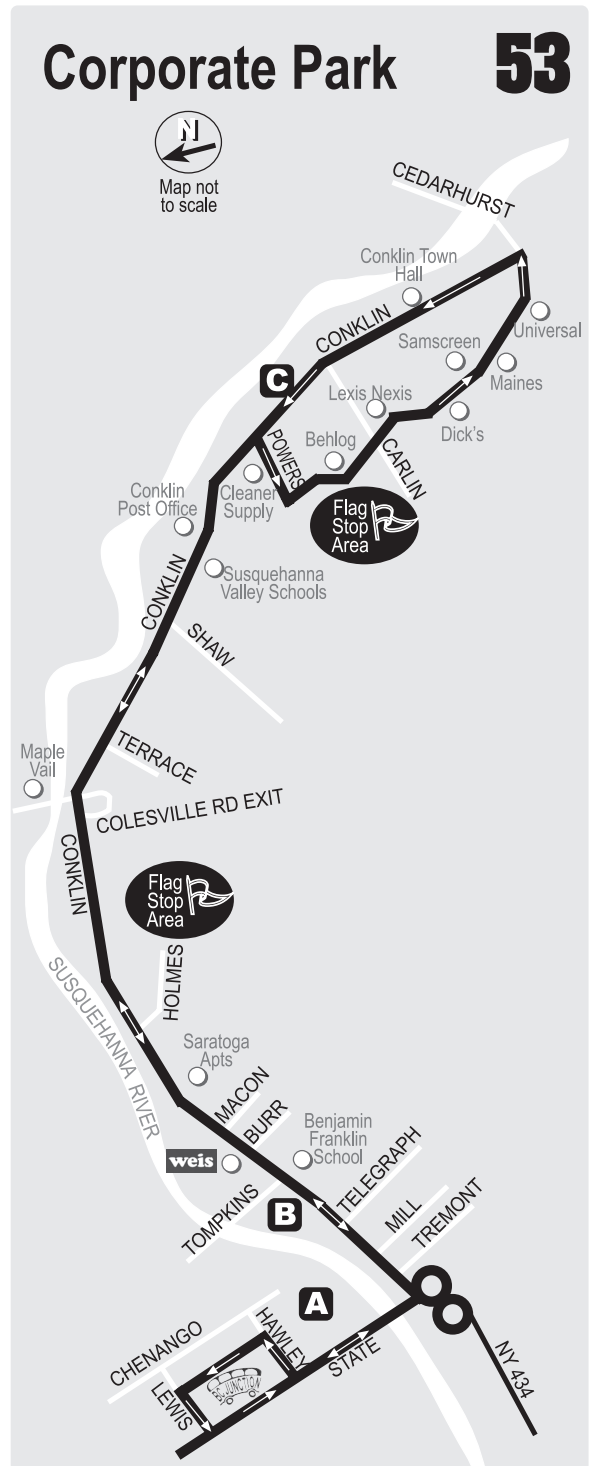 Corporate Park
53
N
Map not
to scale
CEDARHURST
Conklin Town
Hall
CONKLIN
Universal
Samscreen
Maines
C
Lexis Nexis
Dick's
POWERS
Behlog
CARLIN
Cleaner
Supply
Conklin
Post Office
Flag
Stop
Area
CONKLIN
Susquehanna
Valley Schools
SHAW
TERRACE
Maple
Vail
COLESVILLE RD EXIT
CONKLIN
Flag
Stop
Area
HOLMES
SUSQUEHANNA RIVER
Saratoga
Apts
MACON
BURR
Benjamin
Franklin
School
weis
TELEGRAPH
TOMPKINS
B
MILL
TREMONT
A
HAWLEY
CHENANGO
STATE
NY 434
LEWIS
BC JUNCTION